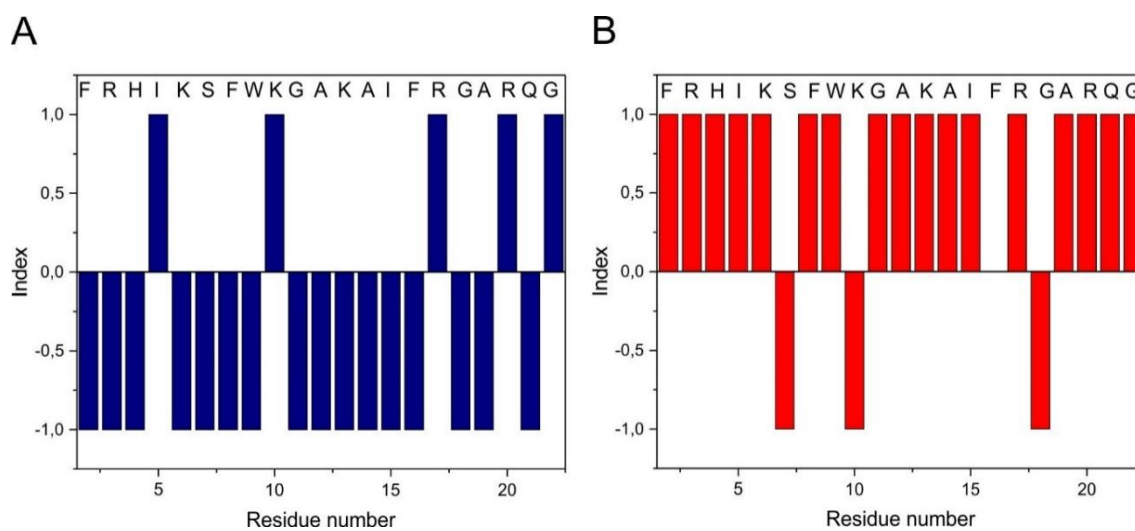 A
F R H I K S F W K G A K A I F R G A R Q G
1,0
0,5
0,0
-0,5
-1,0
Index
5 10 15 20
Residue number
B
F R H I K S F W K G A K A I F R G A R Q G
1,0
0,5
0,0
-0,5
-1,0
Index
5 10 15 20
Residue number